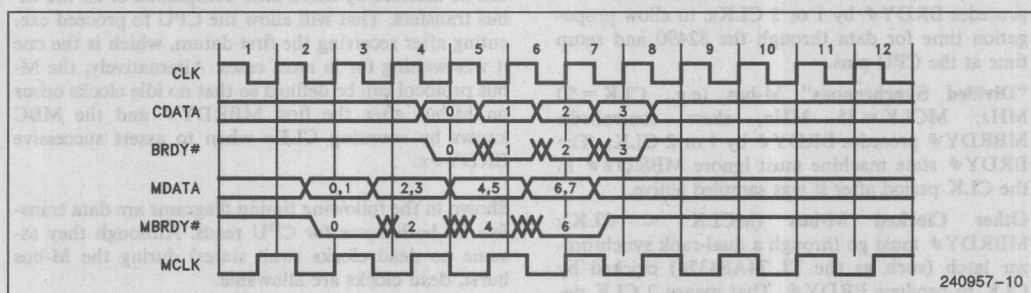 1 2 3 4 5 6 7 8 9 10 11 12
CLK
CDATA 0 1 2 3
BRDY# 0 1 2 3
MDATA 0,1 2,3 4,5 6,7
MBRDY# 2 4 6
MCLK
240957-10